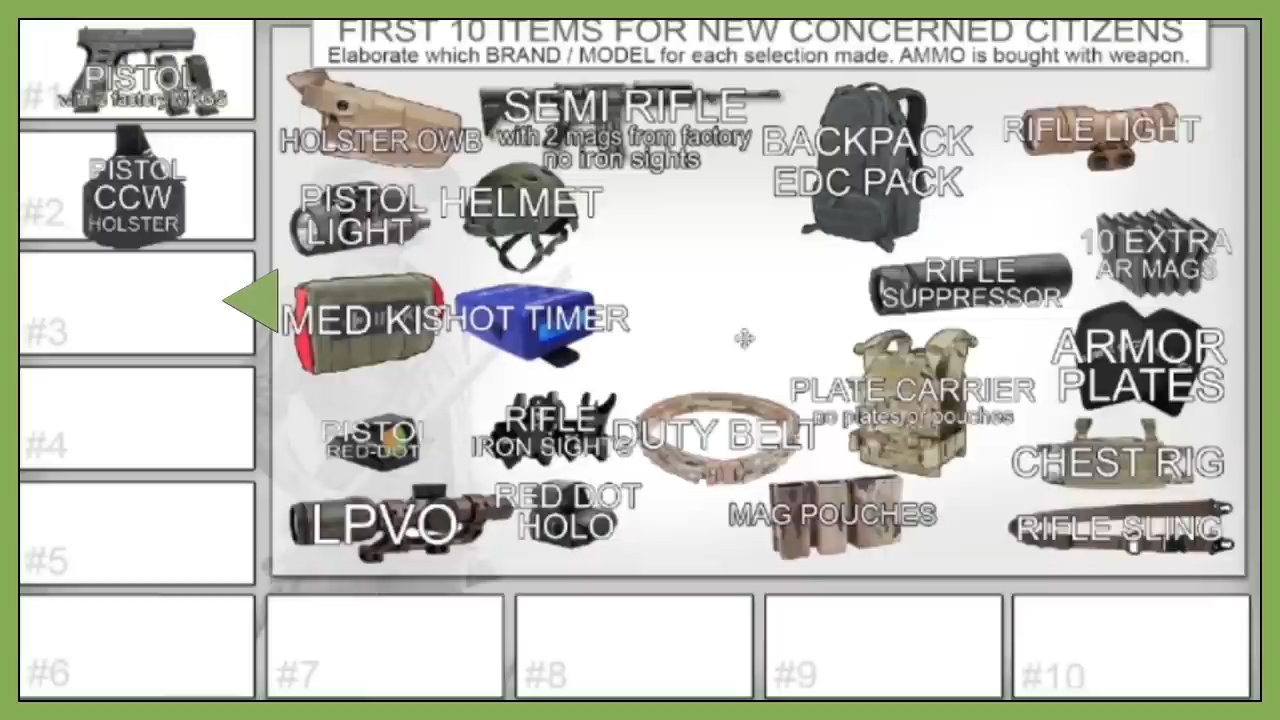 FIRST 10 ITEMS FOR NEW CONCERNED CITIZENS
Elaborate which BRAND / MODEL for each selection made. AMMO is bought with weapon.
#1
PISTOL
with 3 factory MAGS
PISTOL
CCW
HOLSTER
#2
#3
#4
#5
#6
#7
#8
#9
#10
HOLSTER OWB
SEMI RIFLE
with 2 mags from factory
no iron sights
BACKPACK
EDC PACK
RIFLE LIGHT
PISTOL
LIGHT
HELMET
10 EXTRA
AR MAGS
RIFLE
SUPPRESSOR
MED KI
SHOT TIMER
ARMOR
PLATES
PLATE CARRIER
no plates or pouches
PISTOL
RED-DOT
RIFLE
IRON SIGHTS
DUTY BELT
CHEST RIG
LPVO
RED DOT
HOLO
MAG POUCHES
RIFLE SLING